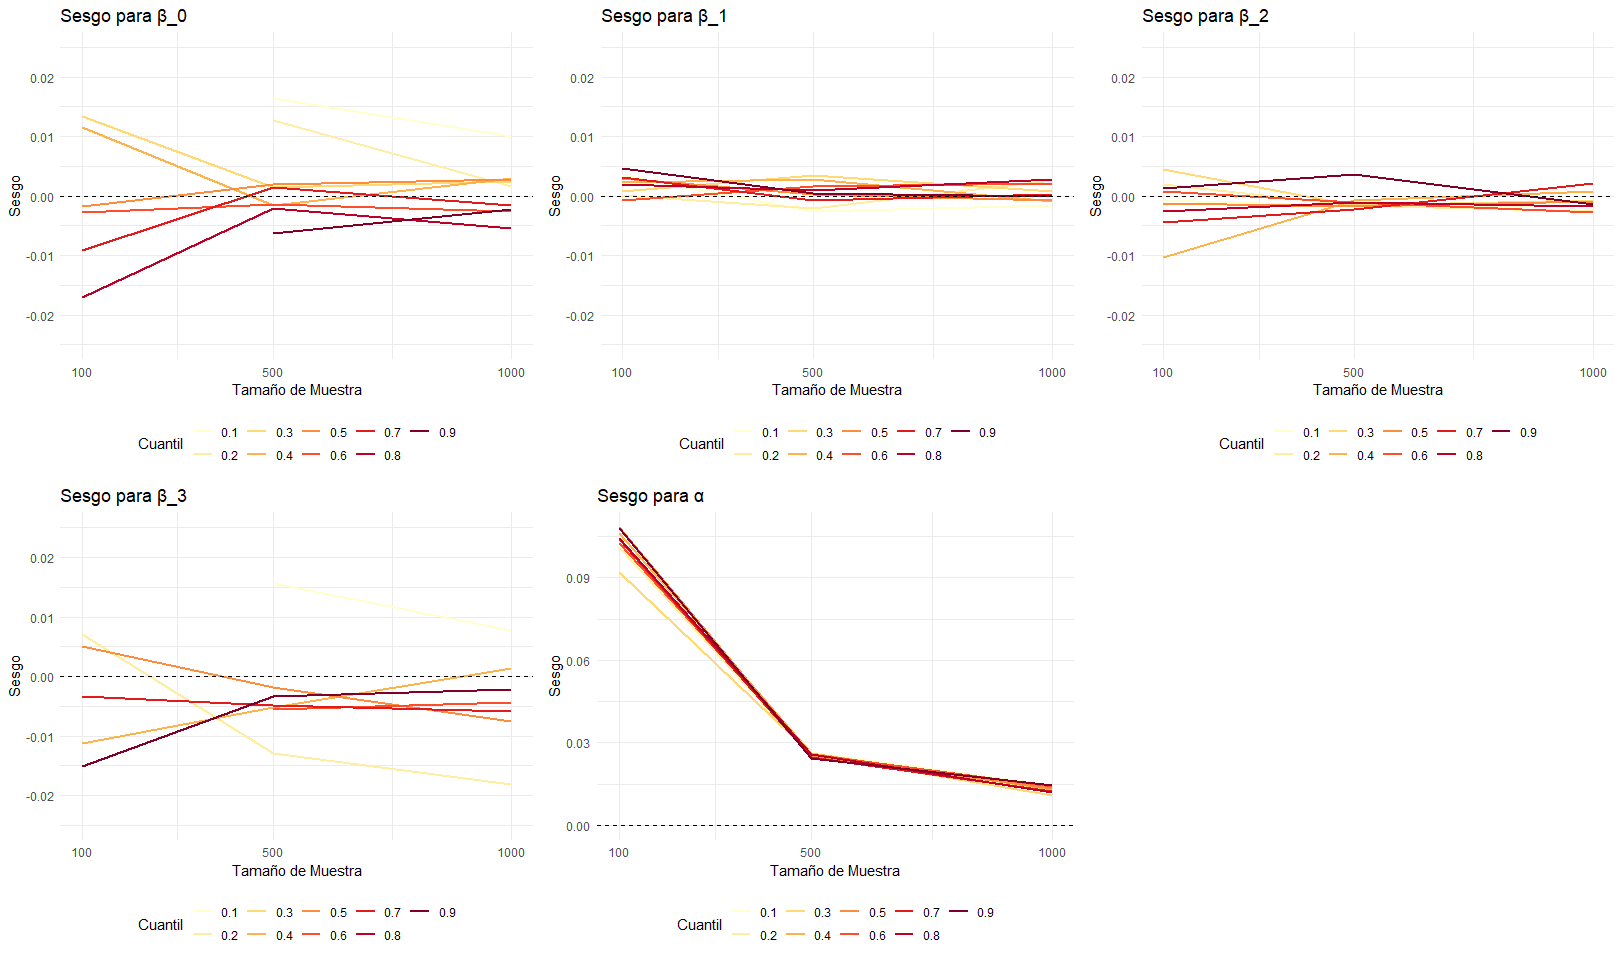 Sesgo para β_0
Sesgo
0.02
0.01
0.00
-0.01
-0.02
100 500 1000
Tamaño de Muestra
Cuantil 0.1 0.3 0.5 0.7 0.9
0.2 0.4 0.6 0.8
Sesgo para β_1
Sesgo
0.02
0.01
0.00
-0.01
-0.02
100 500 1000
Tamaño de Muestra
Cuantil 0.1 0.3 0.5 0.7 0.9
0.2 0.4 0.6 0.8
Sesgo para β_2
Sesgo
0.02
0.01
0.00
-0.01
-0.02
100 500 1000
Tamaño de Muestra
Cuantil 0.1 0.3 0.5 0.7 0.9
0.2 0.4 0.6 0.8
Sesgo para β_3
Sesgo
0.02
0.01
0.00
-0.01
-0.02
100 500 1000
Tamaño de Muestra
Cuantil 0.1 0.3 0.5 0.7 0.9
0.2 0.4 0.6 0.8
Sesgo para α
Sesgo
0.09
0.06
0.03
0.00
100 500 1000
Tamaño de Muestra
Cuantil 0.1 0.3 0.5 0.7 0.9
0.2 0.4 0.6 0.8